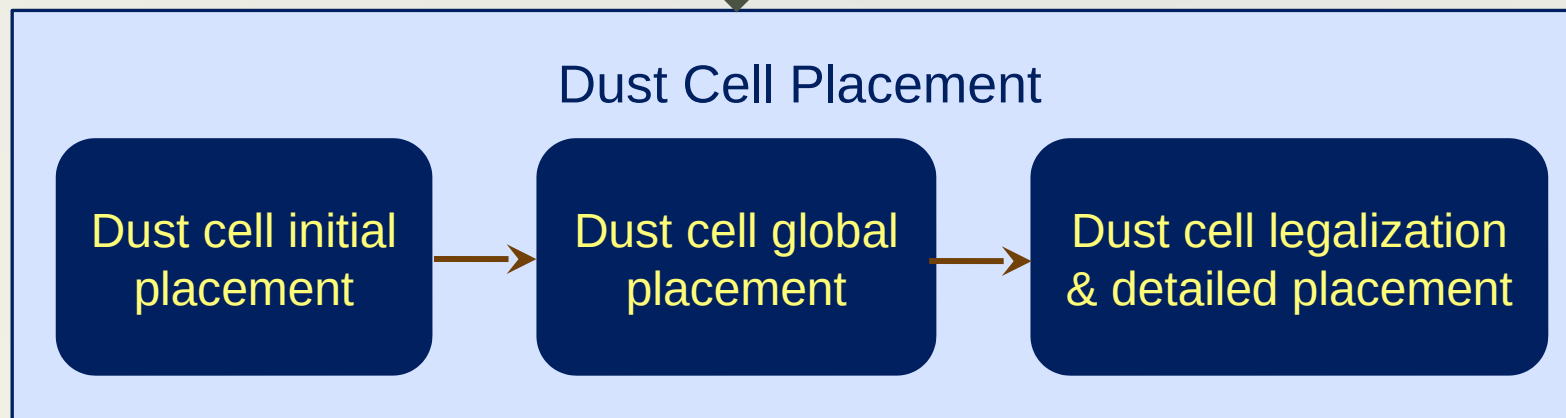 Dust Cell Placement
Dust cell initial
placement
Dust cell global
placement
Dust cell legalization
& detailed placement